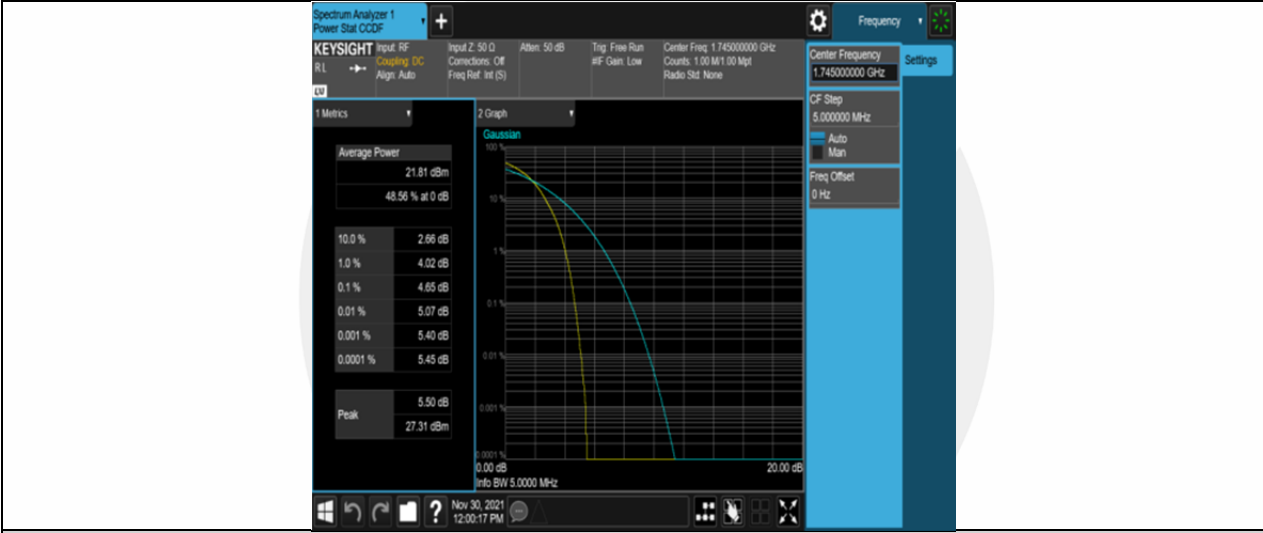 Spectrum Analyzer 1
Power Stat CCDF
Frequency
KEYSIGHT
RL
LV
Input: RF
Coupling: DC
Align: Auto
Input Z: 50 Ω
Corrections: Off
Freq Ref: Int (S)
Atten: 50 dB
Trig: Free Run
#IF Gain: Low
Center Freq: 1.745000000 GHz
Counts: 1.00 M/1.00 Mpt
Radio Std: None
Center Frequency
1.745000000 GHz
Settings
CF Step
5.000000 MHz
Auto
Man
Freq Offset
0 Hz
1 Metrics
Average Power
21.81 dBm
48.56 % at 0 dB
10.0 % 2.66 dB
1.0 % 4.02 dB
0.1 % 4.65 dB
0.01 % 5.07 dB
0.001 % 5.40 dB
0.0001 % 5.45 dB
Peak
5.50 dB
27.31 dBm
2 Graph
Gaussian
100 %
10 %
1 %
0.1 %
0.01 %
0.001 %
0.0001 %
0.00 dB 20.00 dB
Info BW 5.0000 MHz
?
Nov 30, 2021
12:00:17 PM